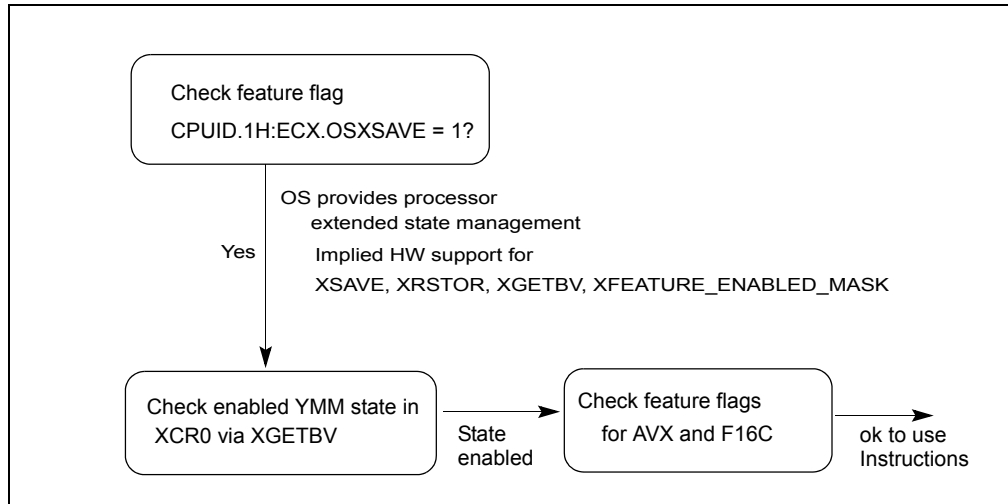 Check feature flag
CPUID.1H:ECX.OSXSAVE = 1?
OS provides processor
extended state management
Yes
Implied HW support for
XSAVE, XRSTOR, XGETBV, XFEATURE_ENABLED_MASK
Check enabled YMM state in
XCR0 via XGETBV
State
enabled
Check feature flags
for AVX and F16C
ok to use
Instructions